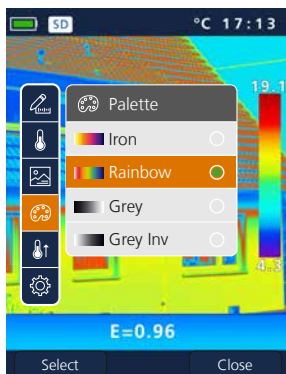 SD °C 17:13
19.1
Palette
Iron
Rainbow
Grey
Grey Inv
4.3
E=0.96
Select Close